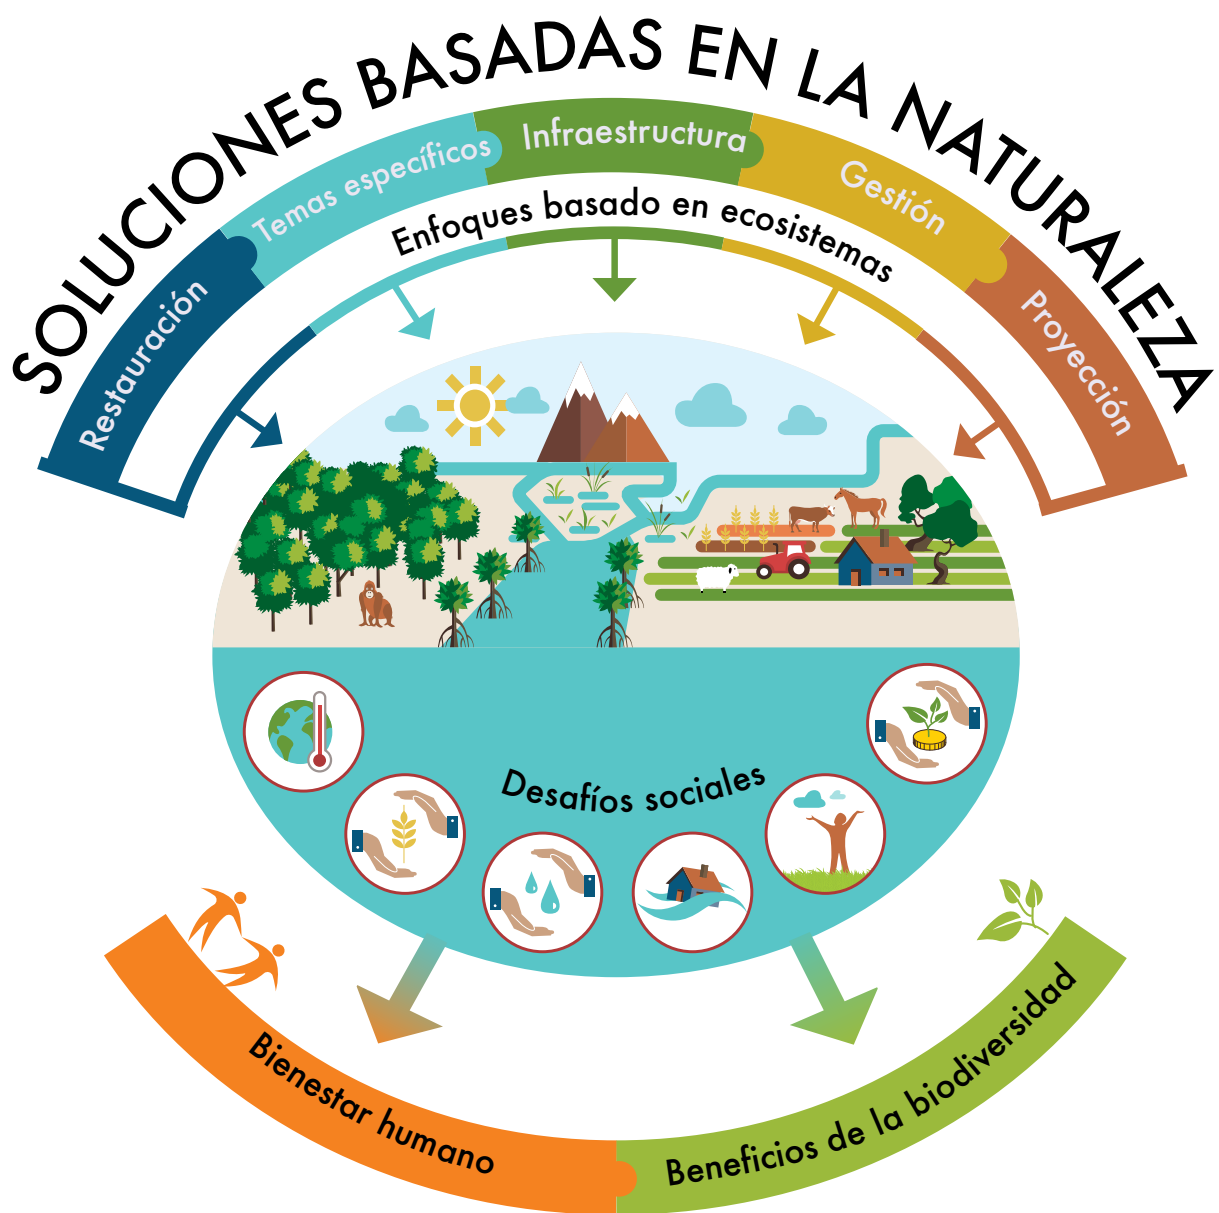 SOLUCIONES BASADAS EN LA NATURALEZA
Restauración
Temas específicos
Infraestructura
Gestión
Proyección
Enfoques basado en ecosistemas
Desafíos sociales
Bienestar humano
Beneficios de la biodiversidad